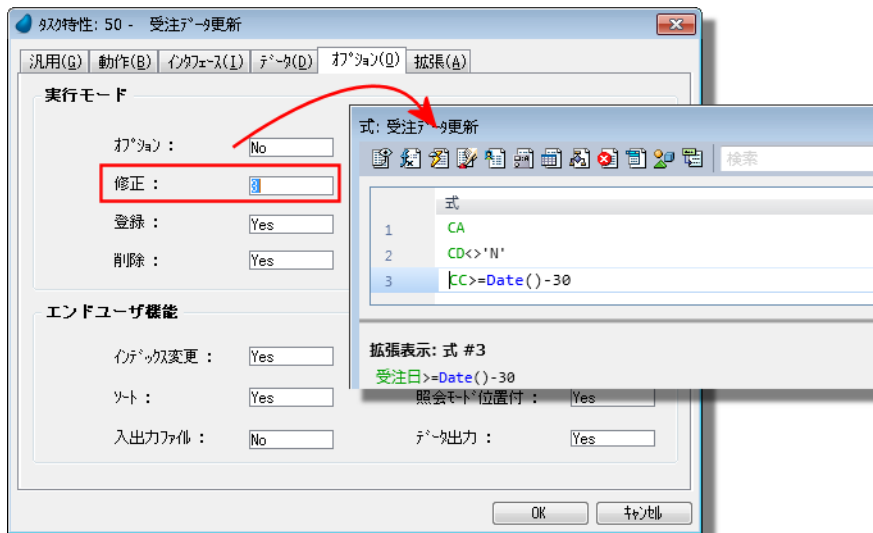 タスク特性: 50 - 受注データ更新
汎用(G) 動作(B) インタフェース(I) データ(D) オプション(O) 拡張(A)
実行モード
オプション : No
修正 : 3
登録 : Yes
削除 : Yes
エンドユーザ機能
インデックス変更 : Yes
ソート : Yes
照会モード位置付 : Yes
入出力ファイル : No
データ出力 : Yes
OK キャンセル
式: 受注データ更新
検索
式
1 CA
2 CD<>'N'
3 CC>=Date()-30
拡張表示: 式 #3
受注日>=Date()-30